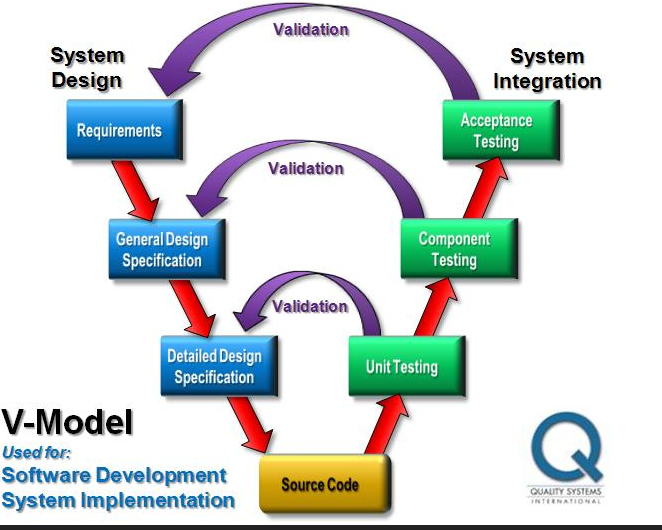 Validation
System
Design
System
Integration
Requirements
Acceptance
Testing
Validation
General Design
Specification
Component
Testing
Validation
Detailed Design
Specification
Unit Testing
V-Model
Used for:
Software Development
System Implementation
Source Code
Q
QUALITY SYSTEMS
INTERNATIONAL